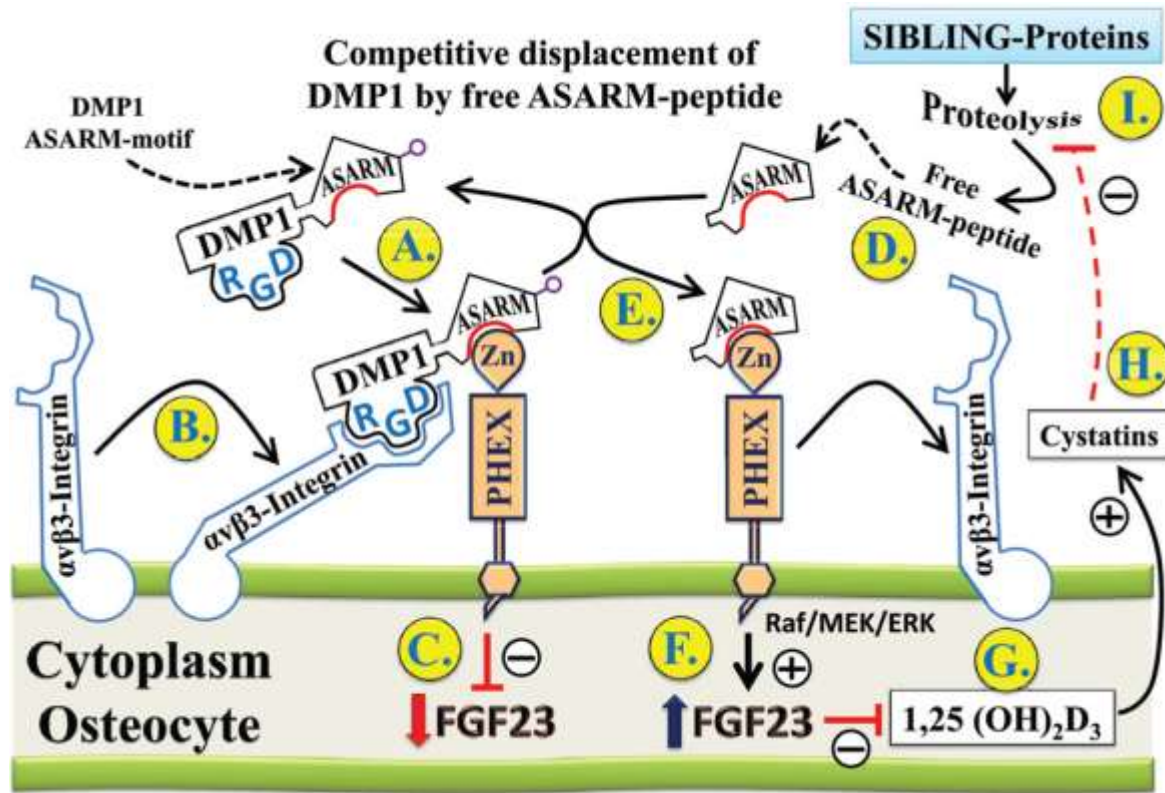 SIBLING-Proteins
Competitive displacement of
DMP1 by free ASARM-peptide
DMP1
ASARM-motif
Proteolysis
I.
ASARM
ASARM
Free
ASARM-peptide
−
DMP1
RGD
A.
D.
E.
ASARM
Zn
ASARM
Zn
H.
DMP1
RGD
B.
αvβ3-Integrin
αvβ3-Integrin
PHEX
PHEX
αvβ3-Integrin
Cystatins
+
Raf/MEK/ERK
C.
−
F.
+
G.
Cytoplasm
Osteocyte
FGF23
FGF23
−
1,25 (OH)₂D₃